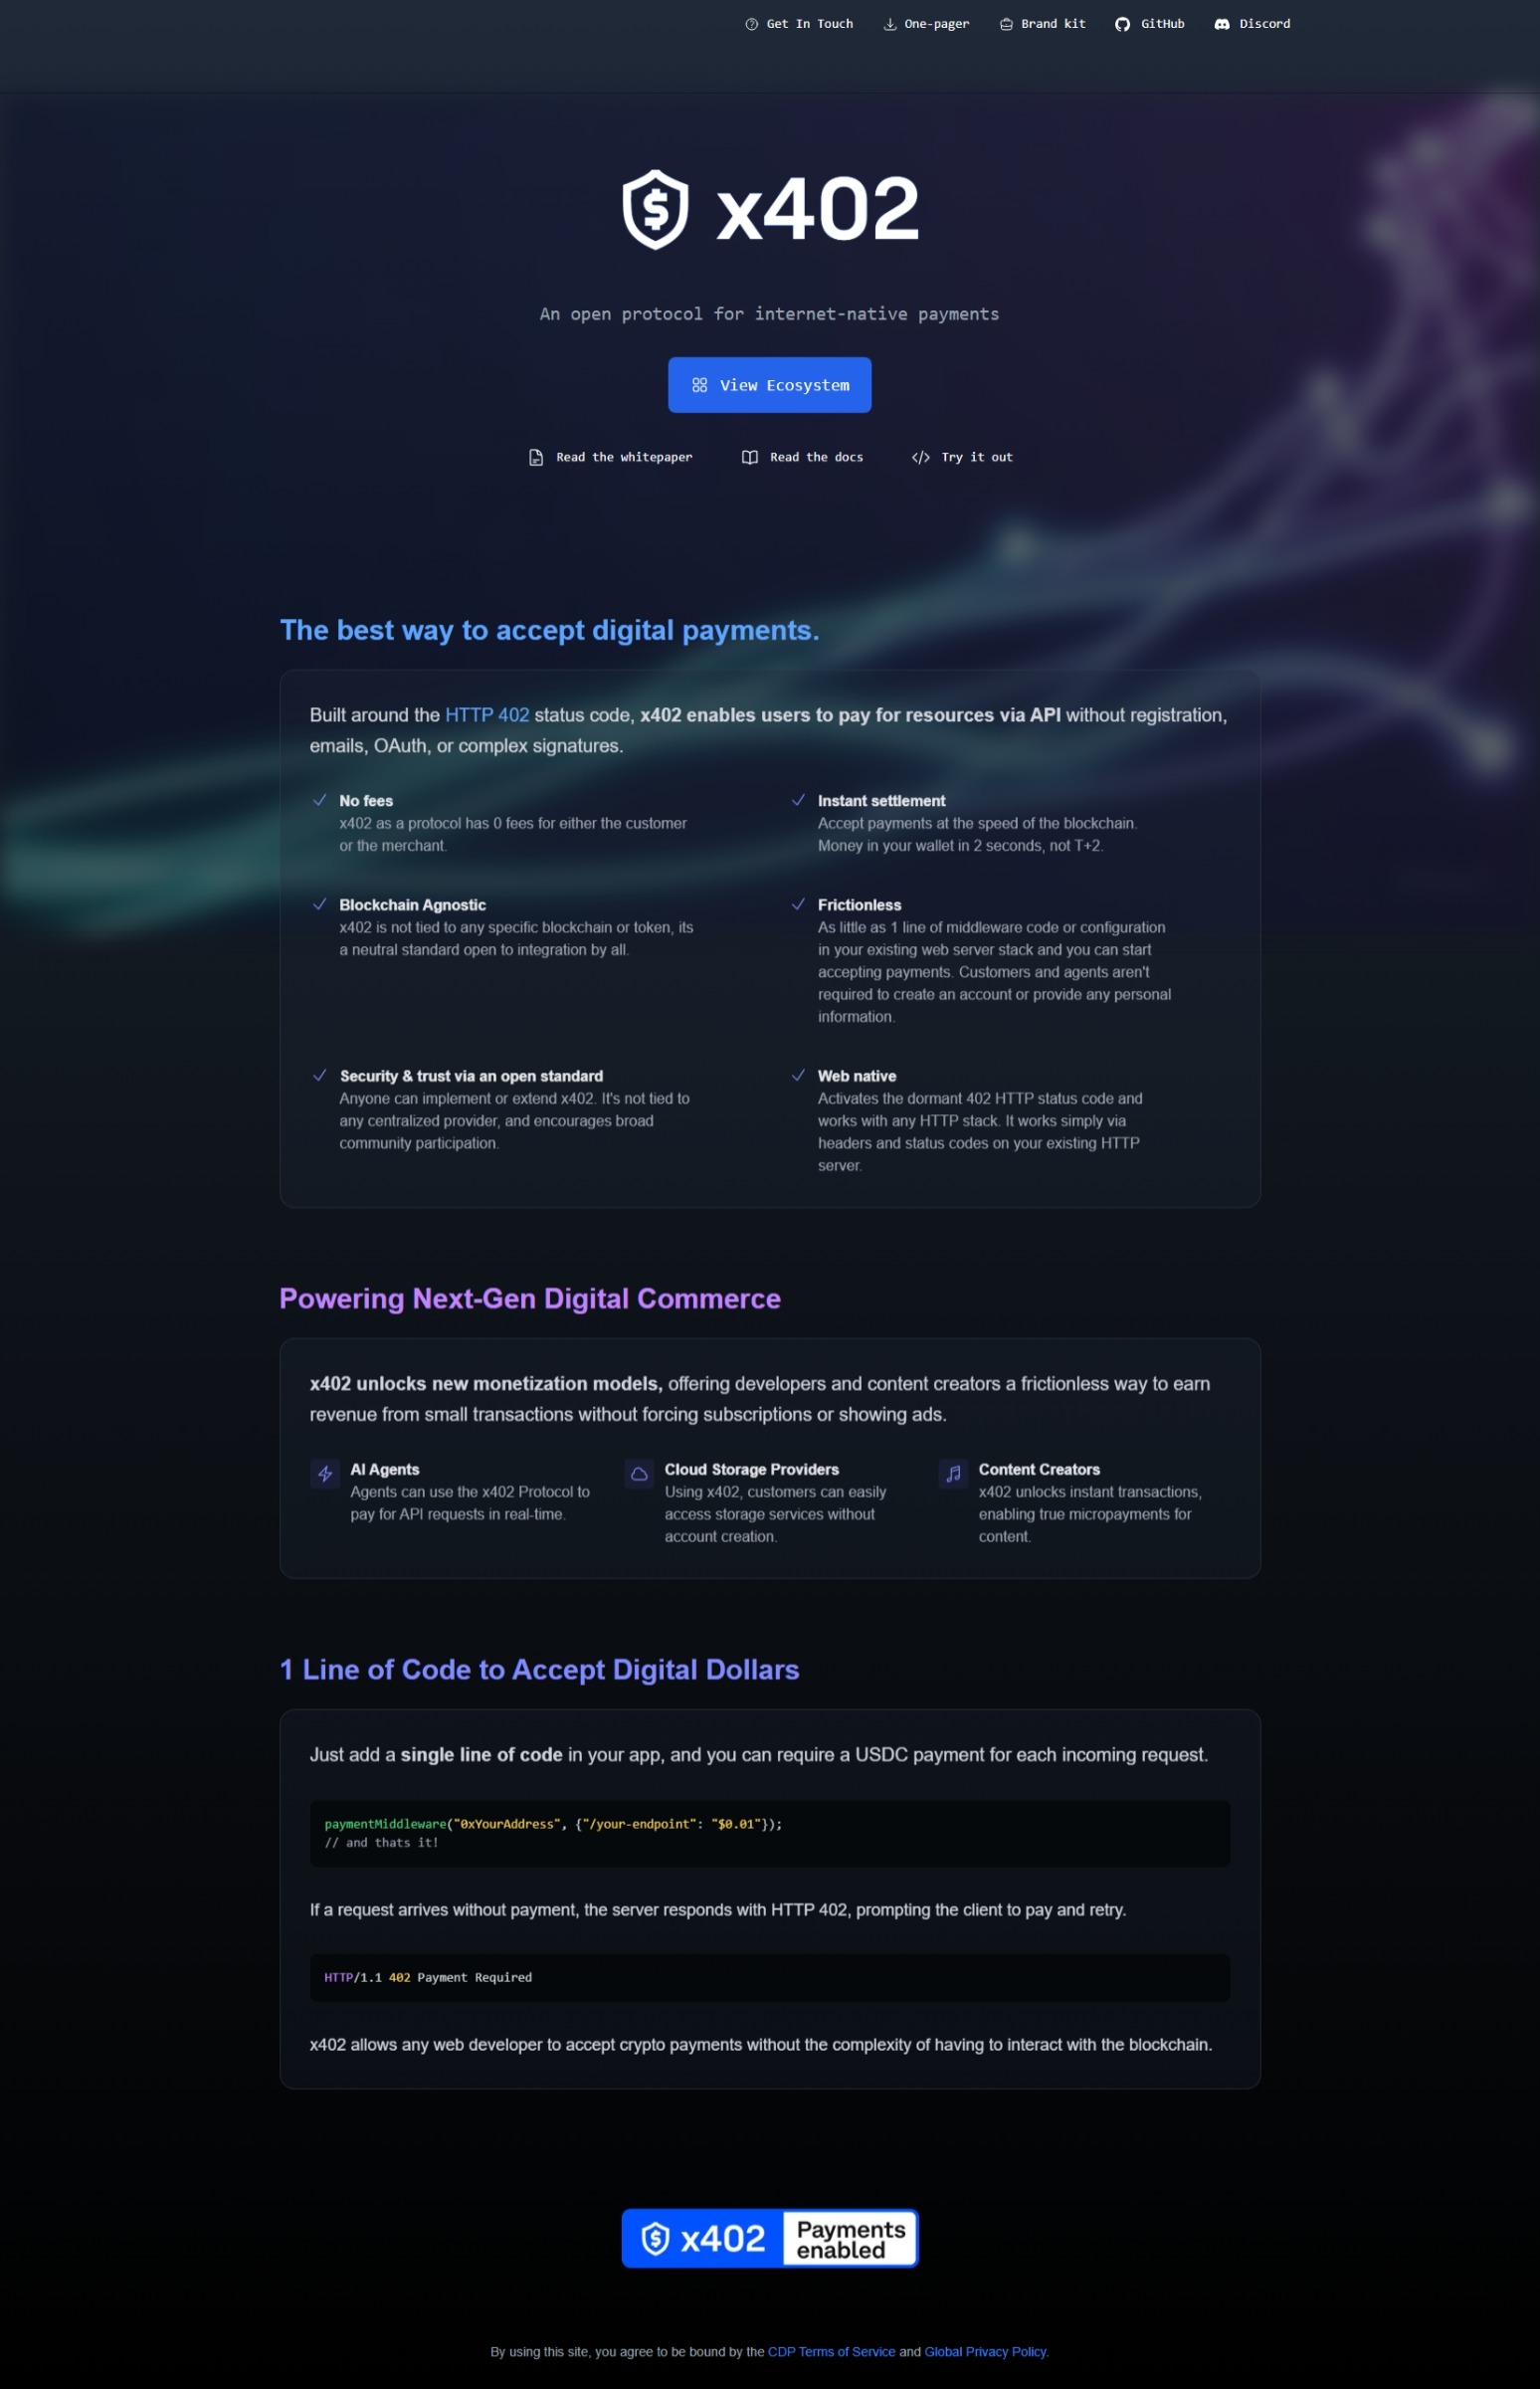 Get In Touch
One-pager
Brand kit
GitHub
Discord
x402
An open protocol for internet-native payments
View Ecosystem
Read the whitepaper
Read the docs
Try it out
The best way to accept digital payments.
Built around the HTTP 402 status code, x402 enables users to pay for resources via API without registration,
emails, OAuth, or complex signatures.
No fees
x402 as a protocol has 0 fees for either the customer
or the merchant.
Instant settlement
Accept payments at the speed of the blockchain.
Money in your wallet in 2 seconds, not T+2.
Blockchain Agnostic
x402 is not tied to any specific blockchain or token, its
a neutral standard open to integration by all.
Frictionless
As little as 1 line of middleware code or configuration
in your existing web server stack and you can start
accepting payments. Customers and agents aren't
required to create an account or provide any personal
information.
Security & trust via an open standard
Anyone can implement or extend x402. It's not tied to
any centralized provider, and encourages broad
community participation.
Web native
Activates the dormant 402 HTTP status code and
works with any HTTP stack. It works simply via
headers and status codes on your existing HTTP
server.
Powering Next-Gen Digital Commerce
x402 unlocks new monetization models, offering developers and content creators a frictionless way to earn
revenue from small transactions without forcing subscriptions or showing ads.
AI Agents
Agents can use the x402 Protocol to
pay for API requests in real-time.
Cloud Storage Providers
Using x402, customers can easily
access storage services without
account creation.
Content Creators
x402 unlocks instant transactions,
enabling true micropayments for
content.
1 Line of Code to Accept Digital Dollars
Just add a single line of code in your app, and you can require a USDC payment for each incoming request.
paymentMiddleware("0xYourAddress", {"/your-endpoint": "$0.01"});
// and thats it!
If a request arrives without payment, the server responds with HTTP 402, prompting the client to pay and retry.
HTTP/1.1 402 Payment Required
x402 allows any web developer to accept crypto payments without the complexity of having to interact with the blockchain.
x402
Payments
enabled
By using this site, you agree to be bound by the CDP Terms of Service and Global Privacy Policy.